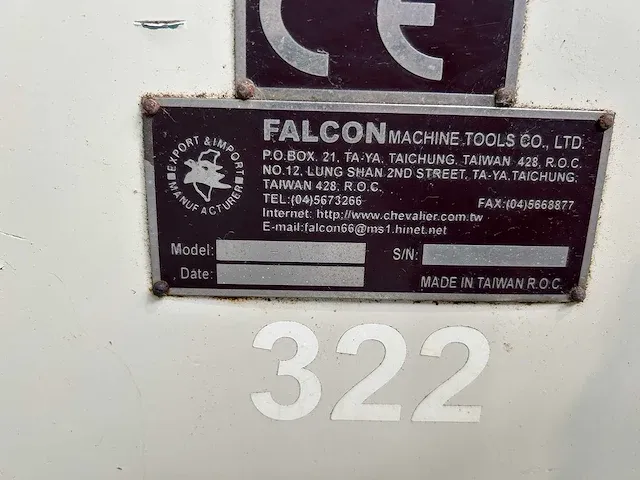 CE
EXPORT & IMPORT
MANUFACTURER
FALCON MACHINE TOOLS CO., LTD.
P.O.BOX. 21, TA-YA, TAICHUNG, TAIWAN 428, R.O.C.
NO.12, LUNG SHAN 2ND STREET, TA-YA, TAICHUNG,
TAIWAN 428, R.O.C.
TEL:(04)5673266 FAX:(04)5668877
Internet: http://www.chevalier.com.tw
E-mail:falcon66@ms1.hinet.net
Model: S/N:
Date: MADE IN TAIWAN R.O.C.
322